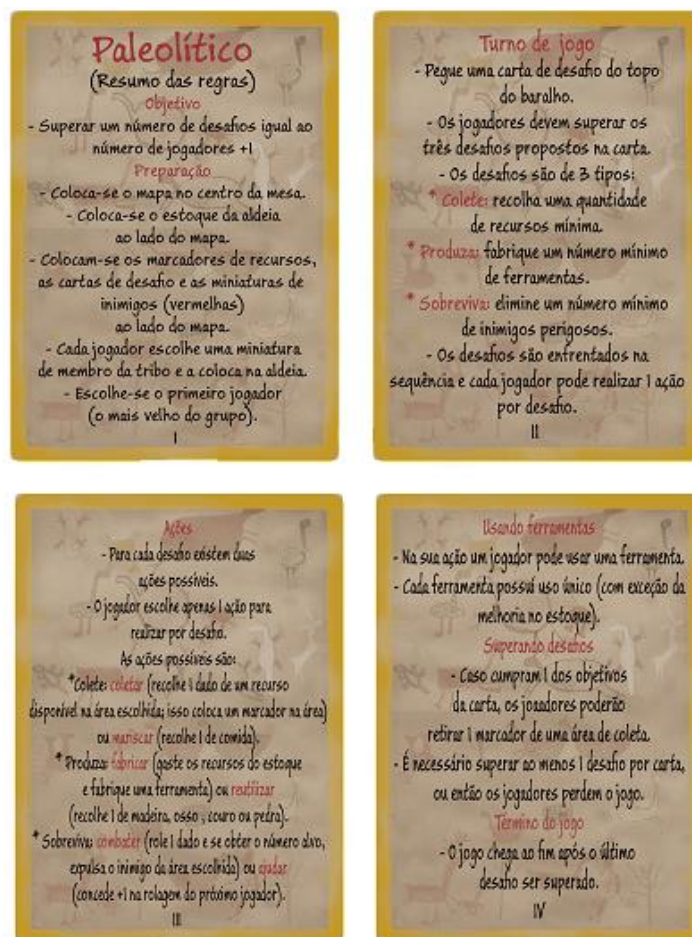 Paleolítico
(Resumo das regras)
Objetivo
- Superar um número de desafios igual ao
número de jogadores +1
Preparação
- Coloca-se o mapa no centro da mesa.
- Coloca-se o estoque da aldeia
ao lado do mapa.
- Colocam-se os marcadores de recursos,
as cartas de desafio e as miniaturas de
inimigos (vermelhas)
ao lado do mapa.
- Cada jogador escolhe uma miniatura
de membro da tribo e a coloca na aldeia.
- Escolhe-se o primeiro jogador
(o mais velho do grupo).
I
Turno de jogo
- Pegue uma carta de desafio do topo
do baralho.
- Os jogadores devem superar os
três desafios propostos na carta.
- Os desafios são de 3 tipos:
* Colete: recolha uma quantidade
de recursos mínima.
* Produza: fabrique um número mínimo
de ferramentas.
* Sobreviva: elimine um número mínimo
de inimigos perigosos.
- Os desafios são enfrentados na
sequência e cada jogador pode realizar 1 ação
por desafio.
II
Ações
- Para cada desafio existem duas
ações possíveis.
- O jogador escolhe apenas 1 ação para
realizar por desafio.
As ações possíveis são:
*Colete: coletar (recolhe 1 dado de um recurso
disponível na área escolhida; isso coloca um marcador na área)
ou mariscar (recolhe 1 de comida).
* Produza: fabricar (gaste os recursos do estoque
e fabrique uma ferramenta) ou reutilizar
(recolhe 1 de madeira, osso , couro ou pedra).
* Sobreviva: combater (role 1 dado e se obter o número alvo,
expulsa o inimigo da área escolhida) ou ajudar
(concede +1 na rolagem do próximo jogador).
III
Usando ferramentas
- Na sua ação um jogador pode usar uma ferramenta.
- Cada ferramenta possui uso único (com exceção da
melhoria no estoque).
Superando desafios
- Caso cumpram 1 dos objetivos
da carta, os jogadores poderão
retirar 1 marcador de uma área de coleta.
- É necessário superar ao menos 1 desafio por carta,
ou então os jogadores perdem o jogo.
Término do jogo
- O jogo chega ao fim após o último
desafio ser superado.
IV